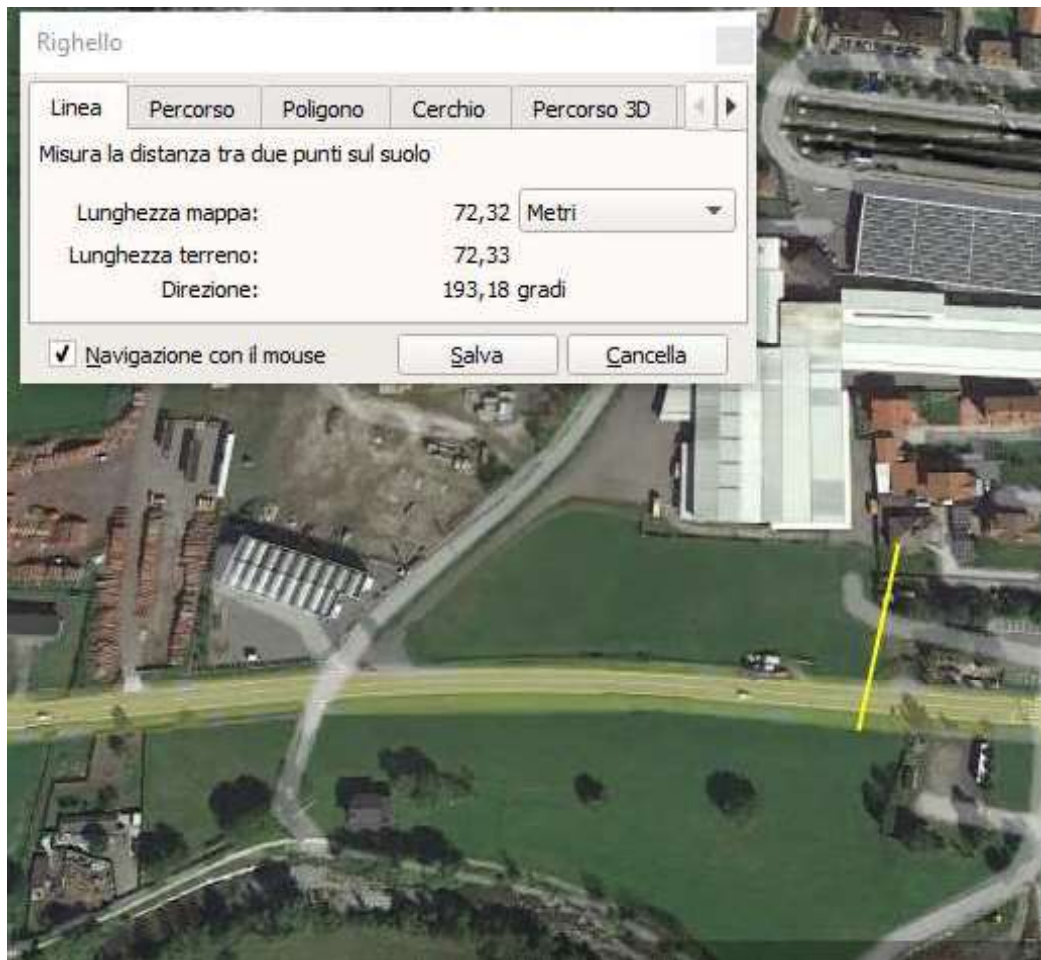 Righello
Linea Percorso Poligono Cerchio Percorso 3D
Misura la distanza tra due punti sul suolo
Lunghezza mappa: 72,32 Metri
Lunghezza terreno: 72,33
Direzione: 193,18 gradi
Navigazione con il mouse Salva Cancella